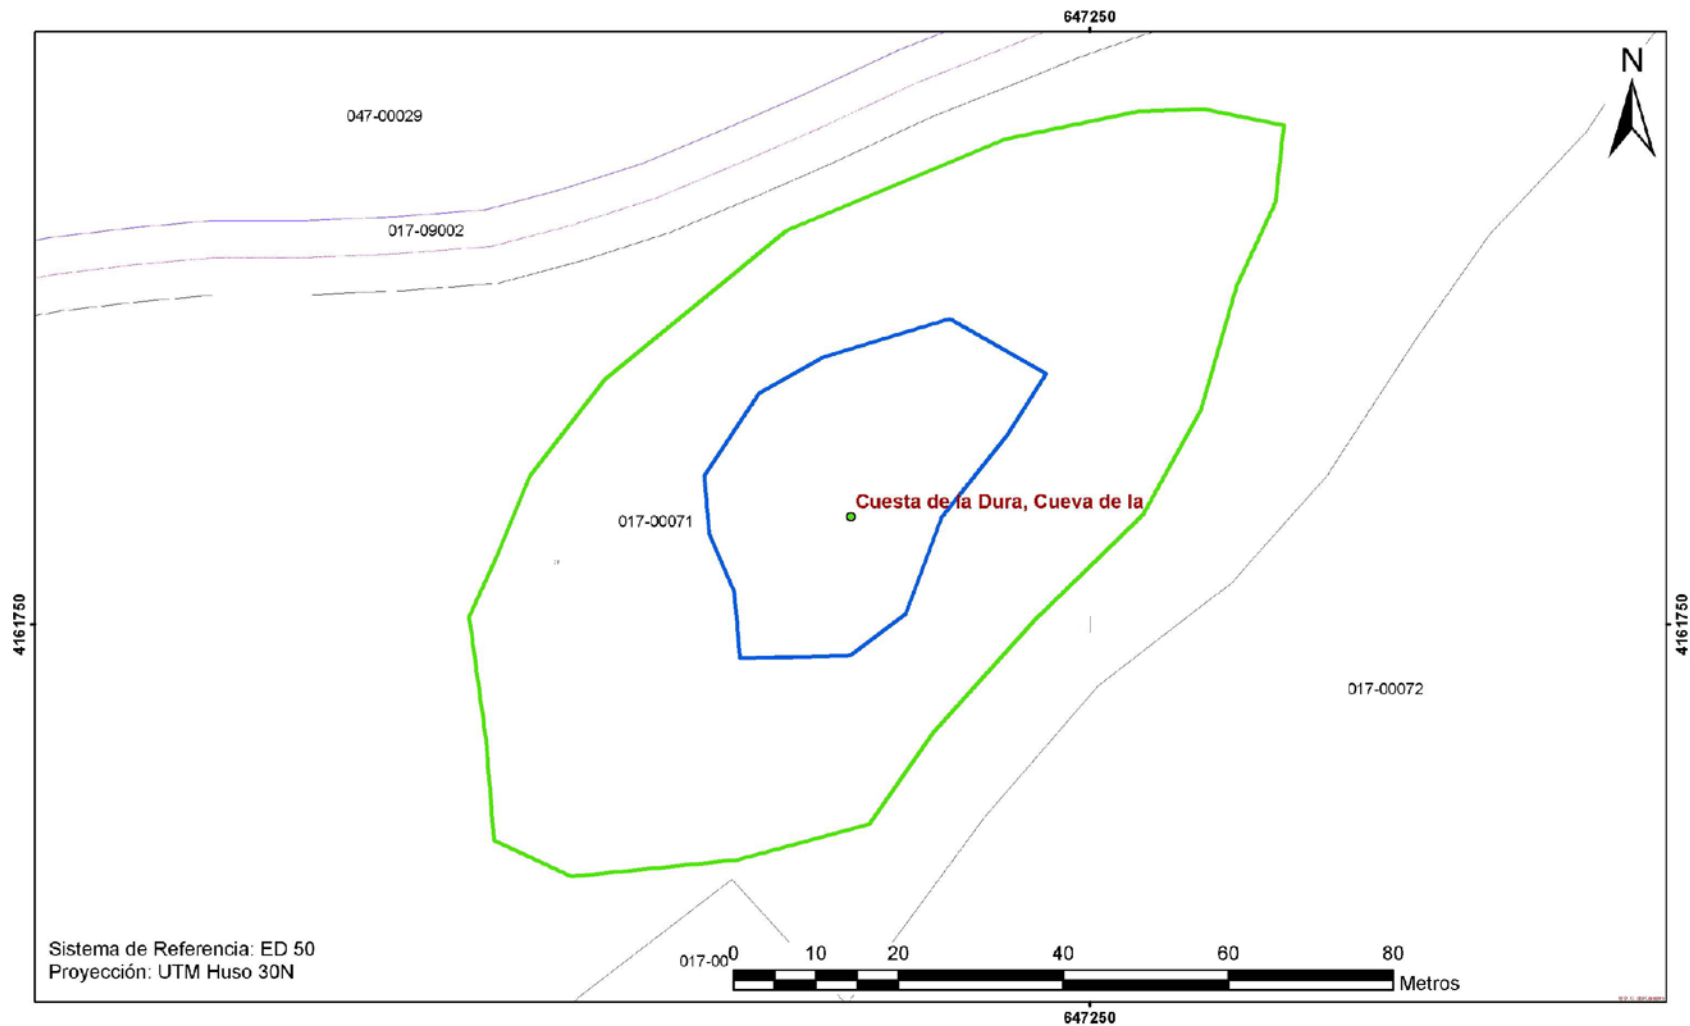 647250
N
047-00029
017-09002
Cuesta de la Dura, Cueva de la
017-00071
4161750
4161750
017-00072
Sistema de Referencia: ED 50
Proyección: UTM Huso 30N
017-00
0 10 20 40 60 80
Metros
647250